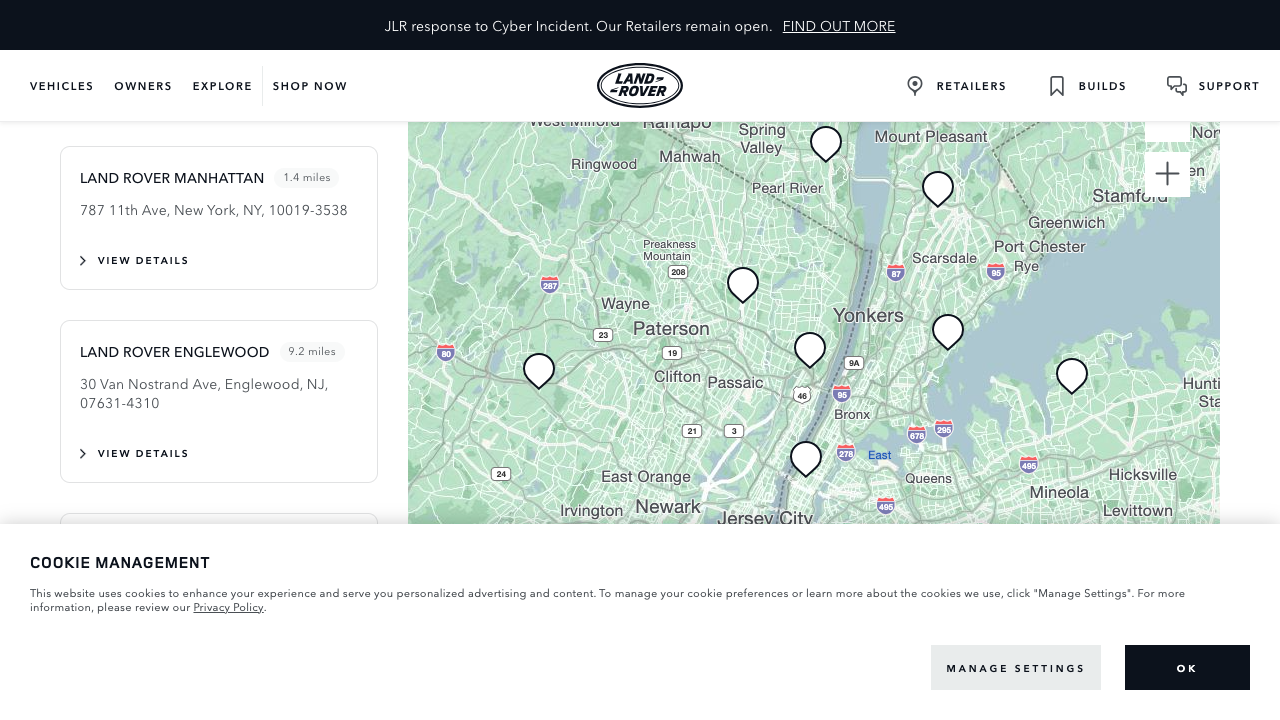 JLR response to Cyber Incident. Our Retailers remain open. FIND OUT MORE
VEHICLES OWNERS EXPLORE SHOP NOW
LAND ROVER
RETAILERS BUILDS SUPPORT
LAND ROVER MANHATTAN 1.4 miles
787 11th Ave, New York, NY, 10019-3538
VIEW DETAILS
LAND ROVER ENGLEWOOD 9.2 miles
30 Van Nostrand Ave, Englewood, NJ,
07631-4310
VIEW DETAILS
West Milford
Ramapo
Spring
Valley
Mount Pleasant
Ringwood
Mahwah
Pearl River
Stamford
Greenwich
Port Chester
Scarsdale
Rye
Preakness
Mountain
208
287
87
95
Wayne
Yonkers
Paterson
23
80
19
9A
Clifton
Passaic
46
95
Bronx
21
3
678
295
278
East
495
24
East Orange
Queens
Hicksville
Mineola
Irvington
Newark
495
Levittown
Jersey City
COOKIE MANAGEMENT
This website uses cookies to enhance your experience and serve you personalized advertising and content. To manage your cookie preferences or learn more about the cookies we use, click "Manage Settings". For more
information, please review our Privacy Policy.
MANAGE SETTINGS OK